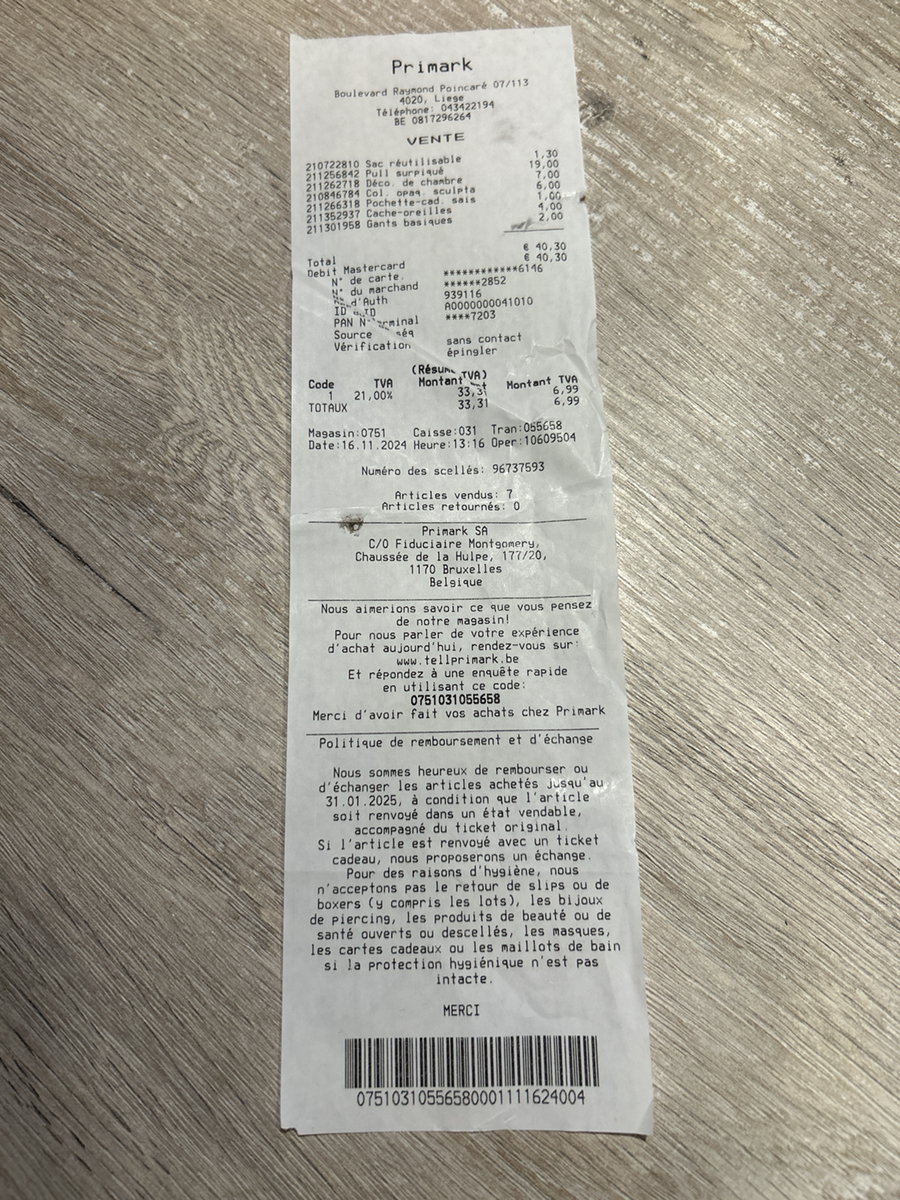 Primark
Boulevard Raymond Poincaré 07/113
4020, Liege
Téléphone: 043422194
BE 0817296264
VENTE
210722810 Sac réutilisable 1,30
211256842 Pull surpiqué 19,00
211262718 Déco. de chambre 7,00
210846784 Col. opaq. sculpta 6,00
211266318 Pochette-cad. sais 1,00
211352937 Cache-oreilles 4,00
211301958 Gants basiques 2,00
Total € 40,30
Debit Mastercard € 40,30
N° de carte. ************6146
N° du marchand ******2852
d'Auth 939116
ID A0000000041010
PAN ****7203
Source sans contact
Vérification épingler
TVA)
Code TVA Montant Montant TVA
1 21,00% 33,31 6,99
TOTAUX 33,31 6,99
Magasin:0751 Caisse:031 Tran:055658
Date:16.11.2024 Heure:13:16 Oper:10609504
Numéro des scellés: 96737593
Articles vendus: 7
Articles retournés: 0
Primark SA
C/O Fiduciaire Montgomery,
Chaussée de la Hulpe, 177/20,
1170 Bruxelles
Belgique
Nous aimerions savoir ce que vous pensez
de notre magasin!
Pour nous parler de votre expérience
d'achat aujourd'hui, rendez-vous sur:
www.tellprimark.be
Et répondez à une enquête rapide
en utilisant ce code:
0751031055658
Merci d'avoir fait vos achats chez Primark
Politique de remboursement et d'échange
Nous sommes heureux de rembourser ou
d'échanger les articles achetés jusqu'au
31.01.2025, à condition que l'article
soit renvoyé dans un état vendable,
accompagné du ticket original.
Si l'article est renvoyé avec un ticket
cadeau, nous proposerons un échange.
Pour des raisons d'hygiène, nous
n'acceptons pas le retour de slips ou de
boxers (y compris les lots), les bijoux
de piercing, les produits de beauté ou de
santé ouverts ou descellés, les masques,
les cartes cadeaux ou les maillots de bain
si la protection hygiénique n'est pas
intacte.
MERCI
07510310556580001111624004